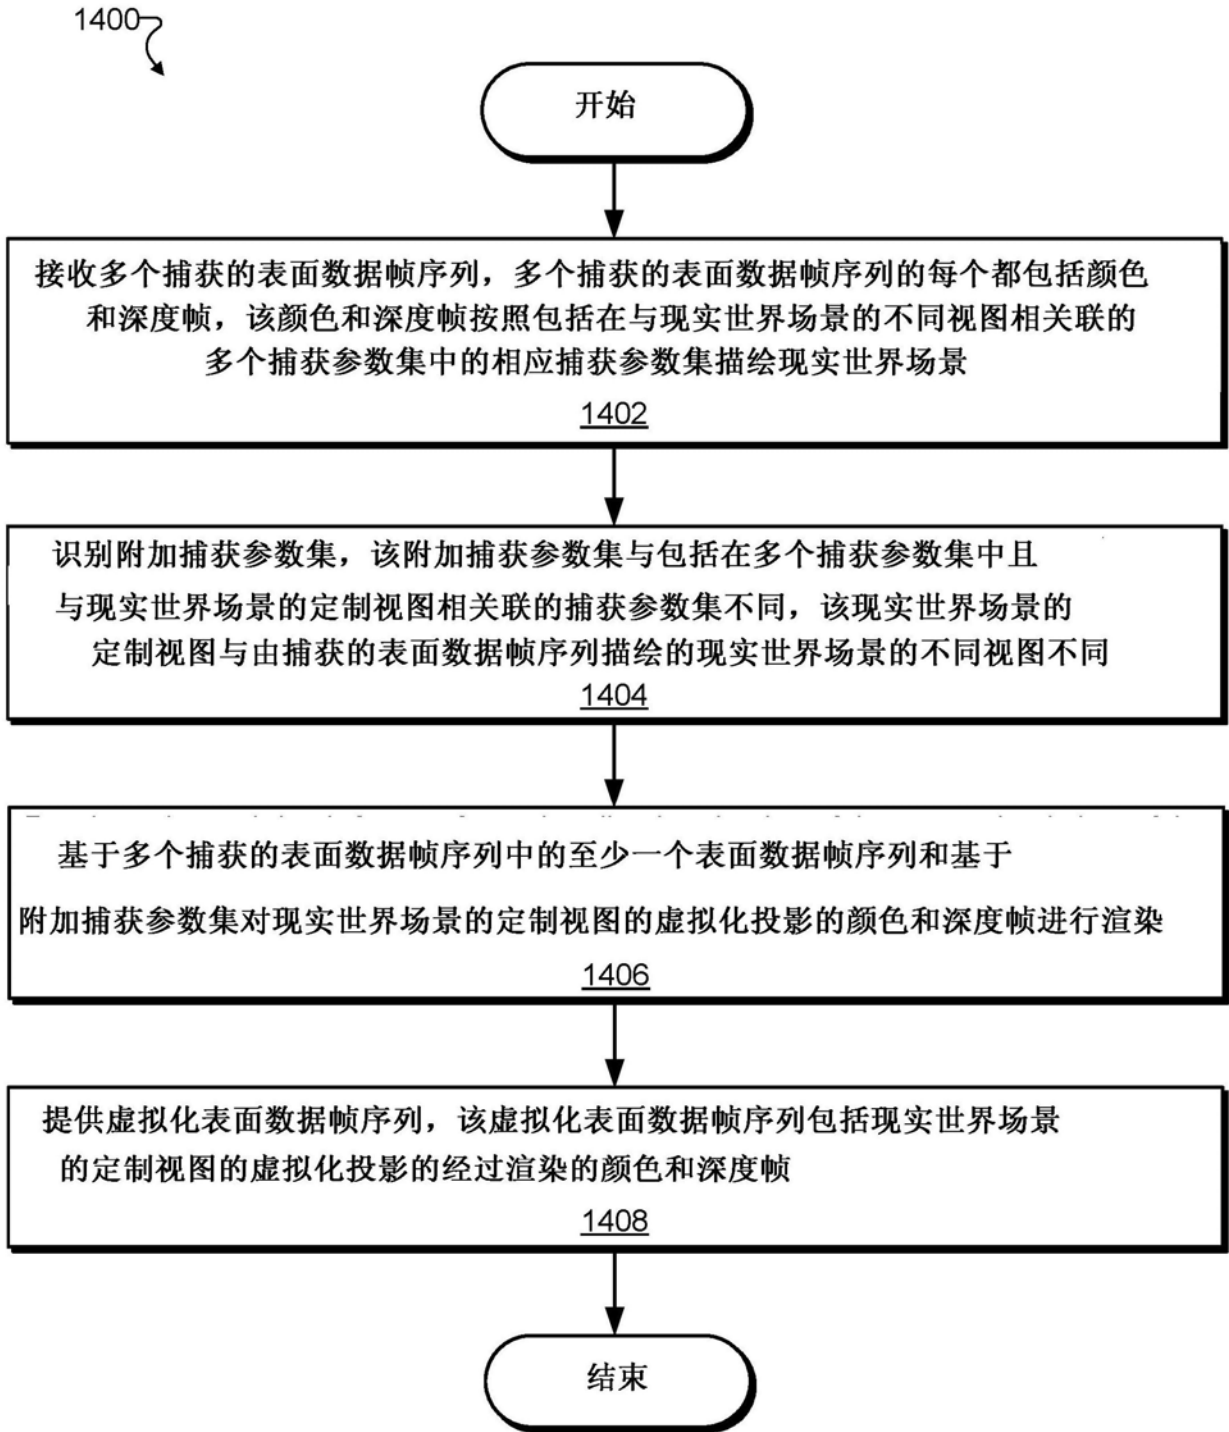 1400
开始
接收多个捕获的表面数据帧序列，多个捕获的表面数据帧序列的每个都包括颜色
和深度帧，该颜色和深度帧按照包括在与现实世界场景的不同视图相关联的
多个捕获参数集中的相应捕获参数集描绘现实世界场景
1402
识别附加捕获参数集，该附加捕获参数集与包括在多个捕获参数集中且
与现实世界场景的定制视图相关联的捕获参数集不同，该现实世界场景的
定制视图与由捕获的表面数据帧序列描绘的现实世界场景的不同视图不同
1404
基于多个捕获的表面数据帧序列中的至少一个表面数据帧序列和基于
附加捕获参数集对现实世界场景的定制视图的虚拟化投影的颜色和深度帧进行渲染
1406
提供虚拟化表面数据帧序列，该虚拟化表面数据帧序列包括现实世界场景
的定制视图的虚拟化投影的经过渲染的颜色和深度帧
1408
结束